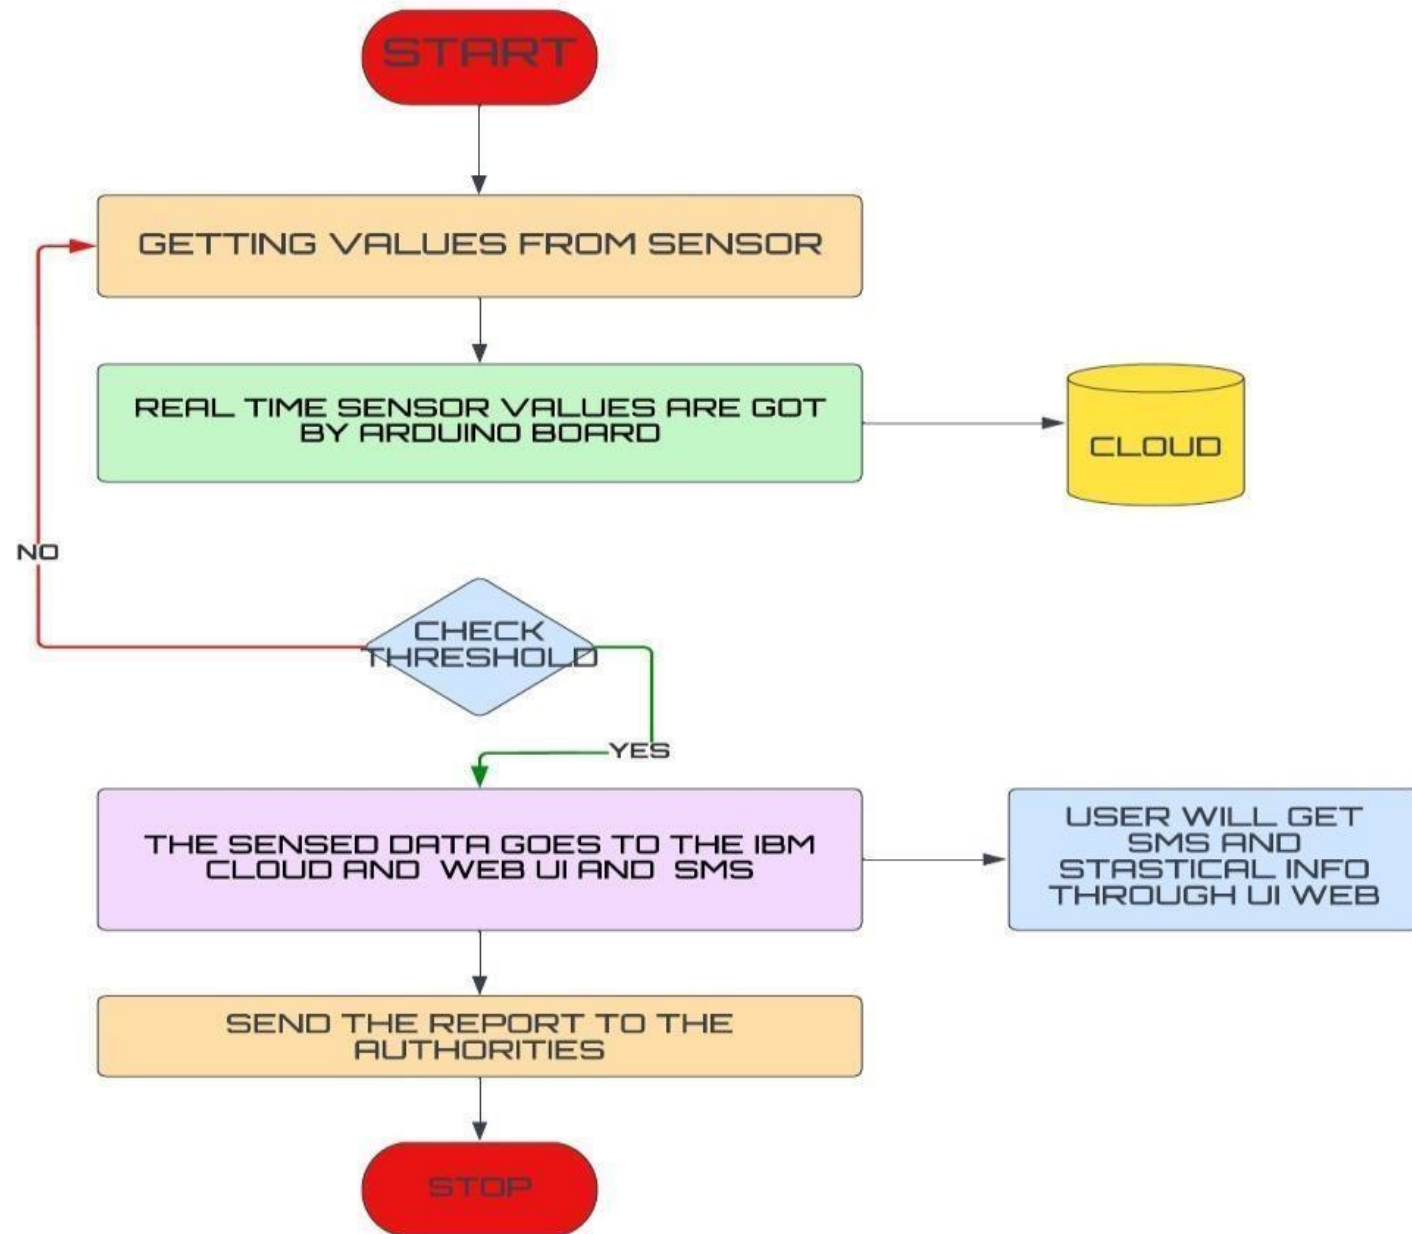 START
GETTING VALUES FROM SENSOR
REAL TIME SENSOR VALUES ARE GOT
BY ARDUINO BOARD
CLOUD
NO
CHECK
THRESHOLD
YES
THE SENSED DATA GOES TO THE IBM
CLOUD AND WEB UI AND SMS
USER WILL GET
SMS AND
STASTICAL INFO
THROUGH UI WEB
SEND THE REPORT TO THE
AUTHORITIES
STOP